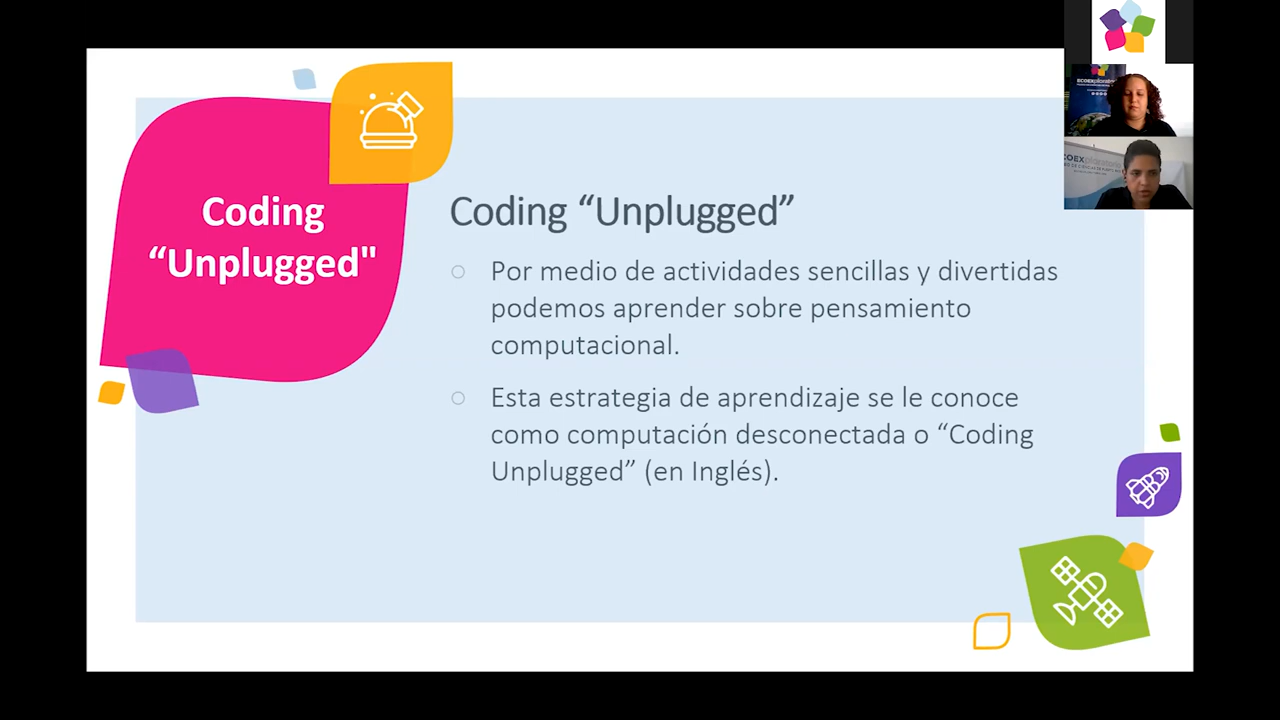 Coding
“Unplugged"
Coding “Unplugged”
Por medio de actividades sencillas y divertidas
podemos aprender sobre pensamiento
computacional.
Esta estrategia de aprendizaje se le conoce
como computación desconectada o “Coding
Unplugged” (en Inglés).
ECOEXploratorio